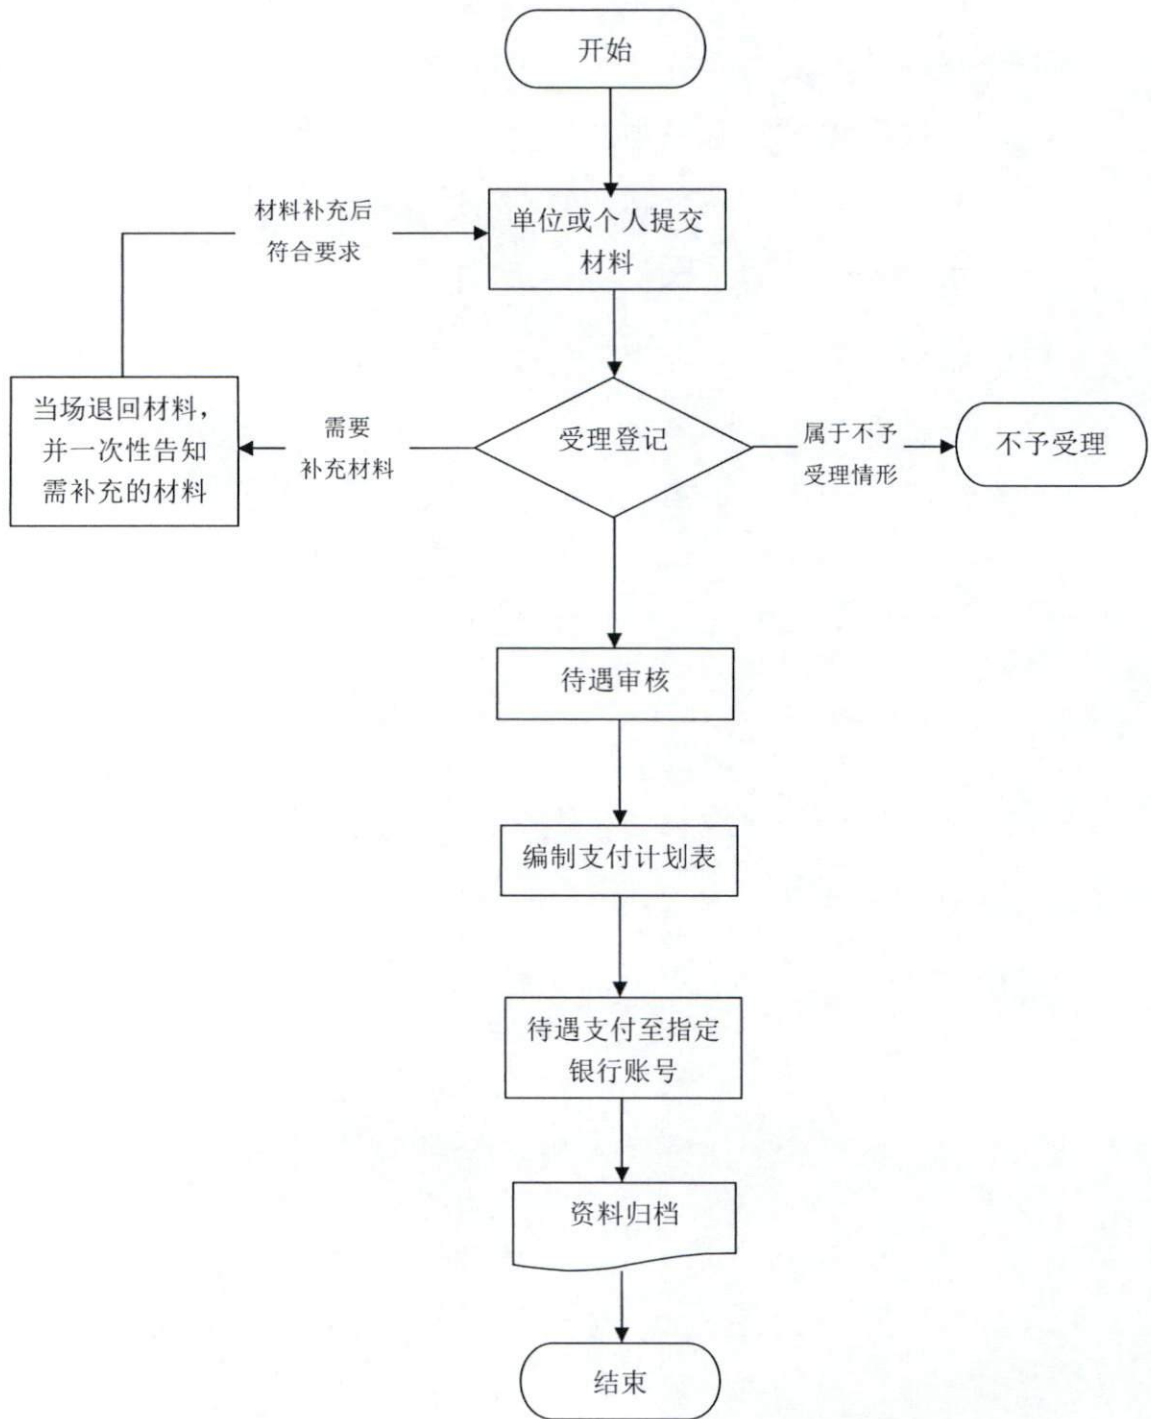 开始
材料补充后
符合要求
单位或个人提交
材料
当场退回材料，
并一次性告知
需补充的材料
需要
补充材料
受理登记
属于不予
受理情形
不予受理
待遇审核
编制支付计划表
待遇支付至指定
银行账号
资料归档
结束